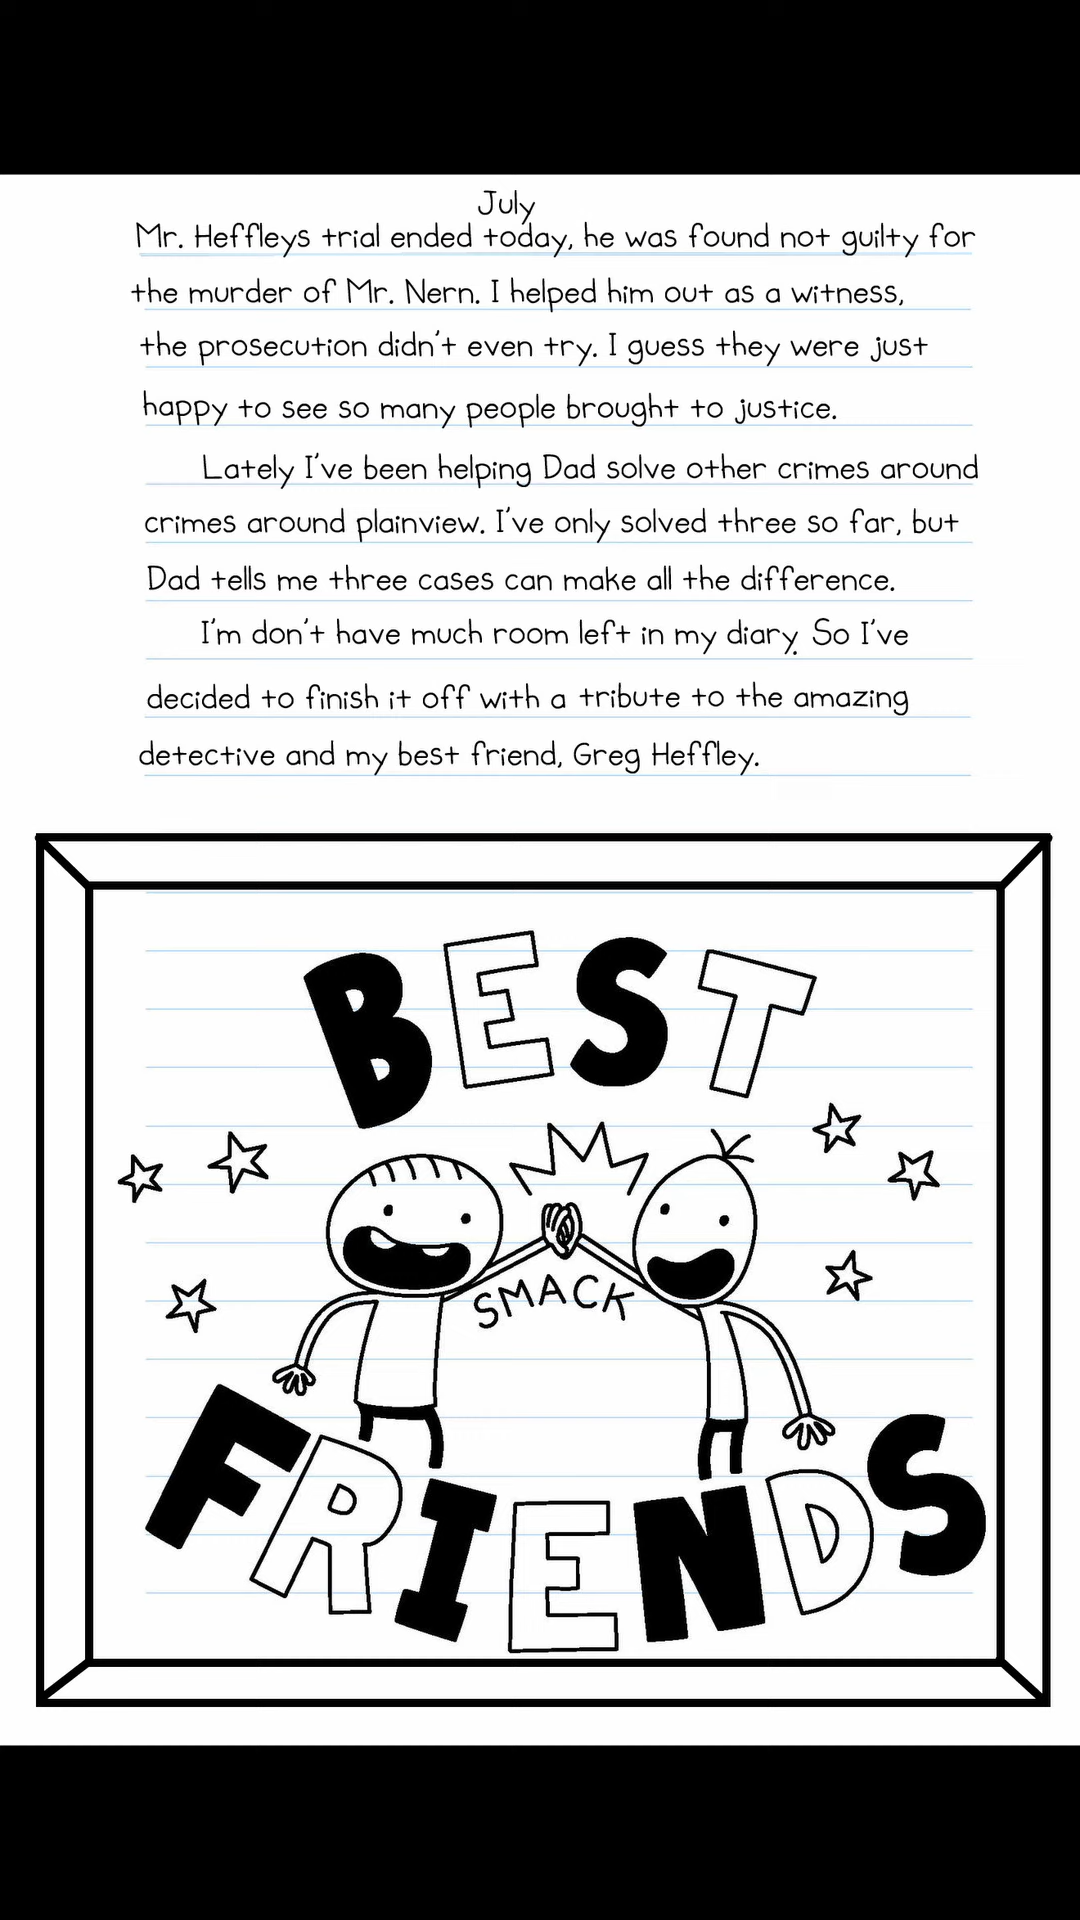 July
Mr. Heffleys trial ended today, he was found not guilty for
the murder of Mr. Nern. I helped him out as a witness,
the prosecution didn't even try. I guess they were just
happy to see so many people brought to justice.
Lately I've been helping Dad solve other crimes around
crimes around plainview. I've only solved three so far, but
Dad tells me three cases can make all the difference.
I'm don't have much room left in my diary. So I've
decided to finish it off with a tribute to the amazing
detective and my best friend, Greg Heffley.
BEST
SMACK
FRIENDS